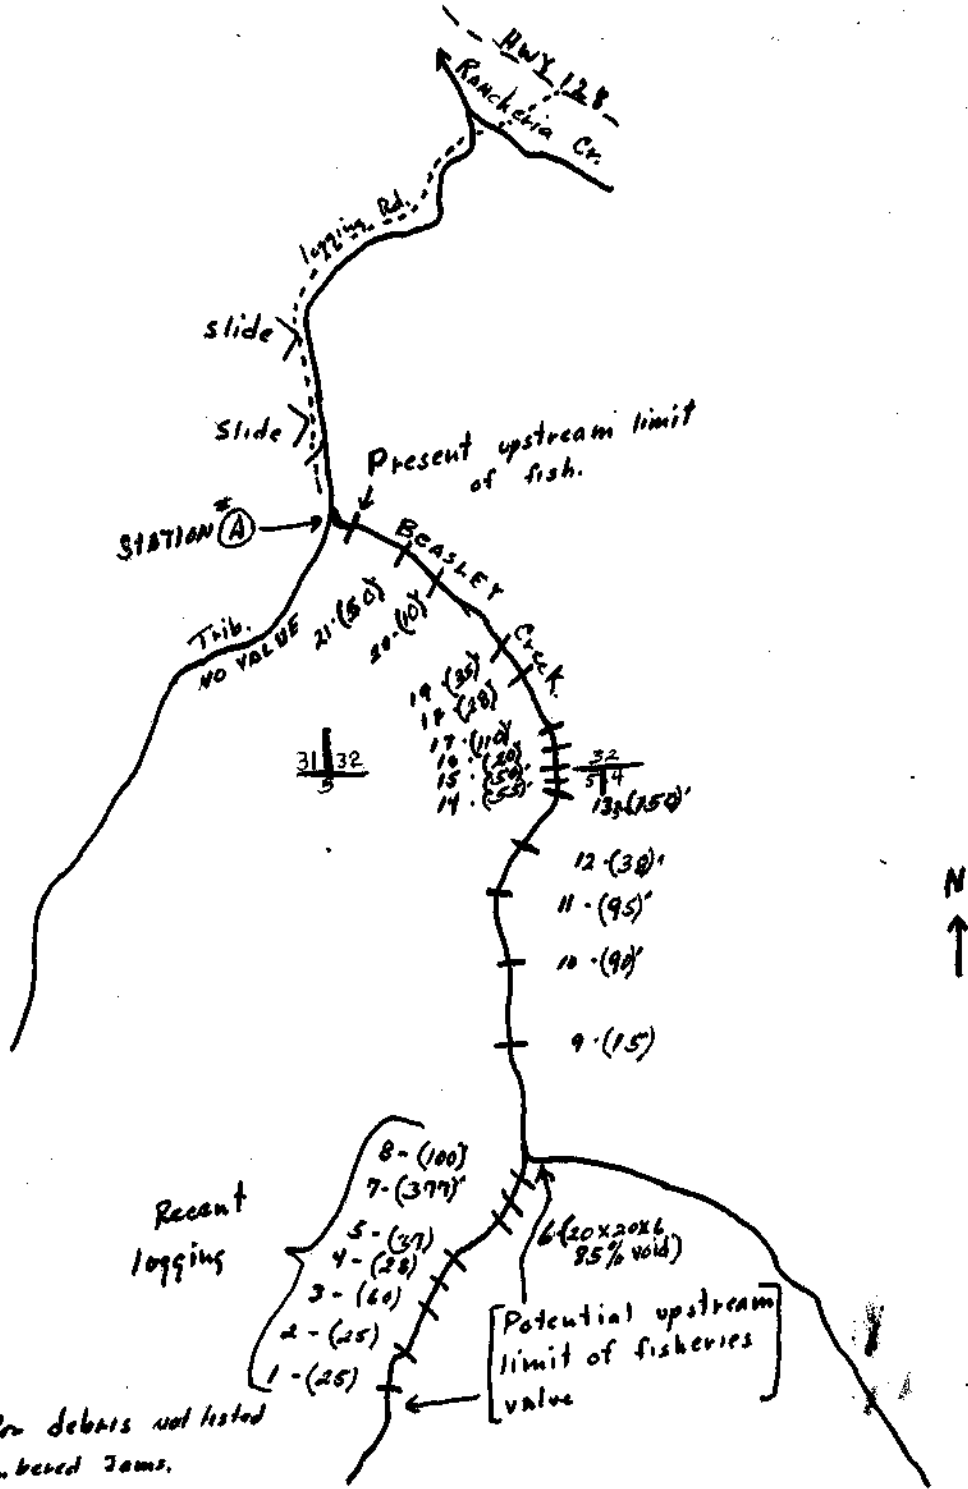 HWY 128
Rancheria Cr.
logging Rd.
slide
Slide
Present upstream limit
of fish.
STATION # A
BEASLEY
Creek
Trib.
NO VALUE
21-(50)'
20-(10)'
19-(35)'
18-(28)'
17-(110)'
16-(20)'
15-(50)'
14-(55)'
31 32
5
32
5 4
12-(38)'
11-(95)'
10-(90)'
9-(15)
N
8-(100)'
7-(377)'
5-(37)
4-(28)
3-(60)
2-(25)
1-(25)
Recent
logging
6-(20x20x6
85% void)
Potential upstream
limit of fisheries
value
debris not listed
Jams.